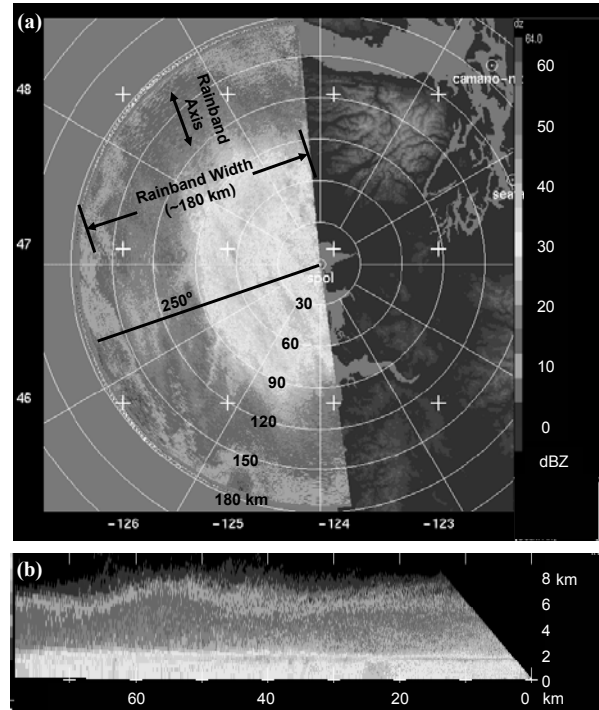 (a)
dz
64.0
60
50
40
30
20
10
0
dBZ
48
47
46
camano-n
sea
Rainband
Axis
Rainband Width
(~180 km)
250º
spol
30
60
90
120
150
180 km
-126
-125
-124
-123
(b)
8 km
6
4
2
0
60
40
20
0 km